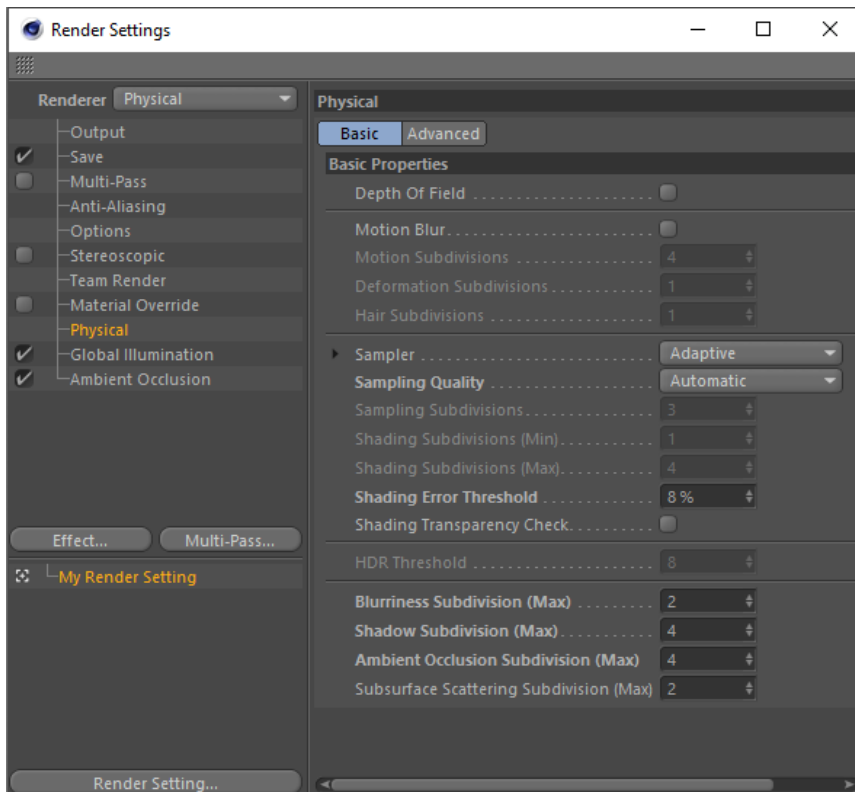 Render Settings
Renderer Physical
Output
Save
Multi-Pass
Anti-Aliasing
Options
Stereoscopic
Team Render
Material Override
Physical
Global Illumination
Ambient Occlusion
Effect... Multi-Pass...
My Render Setting
Render Setting...
Physical
Basic Advanced
Basic Properties
Depth Of Field
Motion Blur
Motion Subdivisions 4
Deformation Subdivisions 1
Hair Subdivisions 1
Sampler Adaptive
Sampling Quality Automatic
Sampling Subdivisions 3
Shading Subdivisions (Min) 1
Shading Subdivisions (Max) 4
Shading Error Threshold 8 %
Shading Transparency Check
HDR Threshold 8
Blurriness Subdivision (Max) 2
Shadow Subdivision (Max) 4
Ambient Occlusion Subdivision (Max) 4
Subsurface Scattering Subdivision (Max) 2